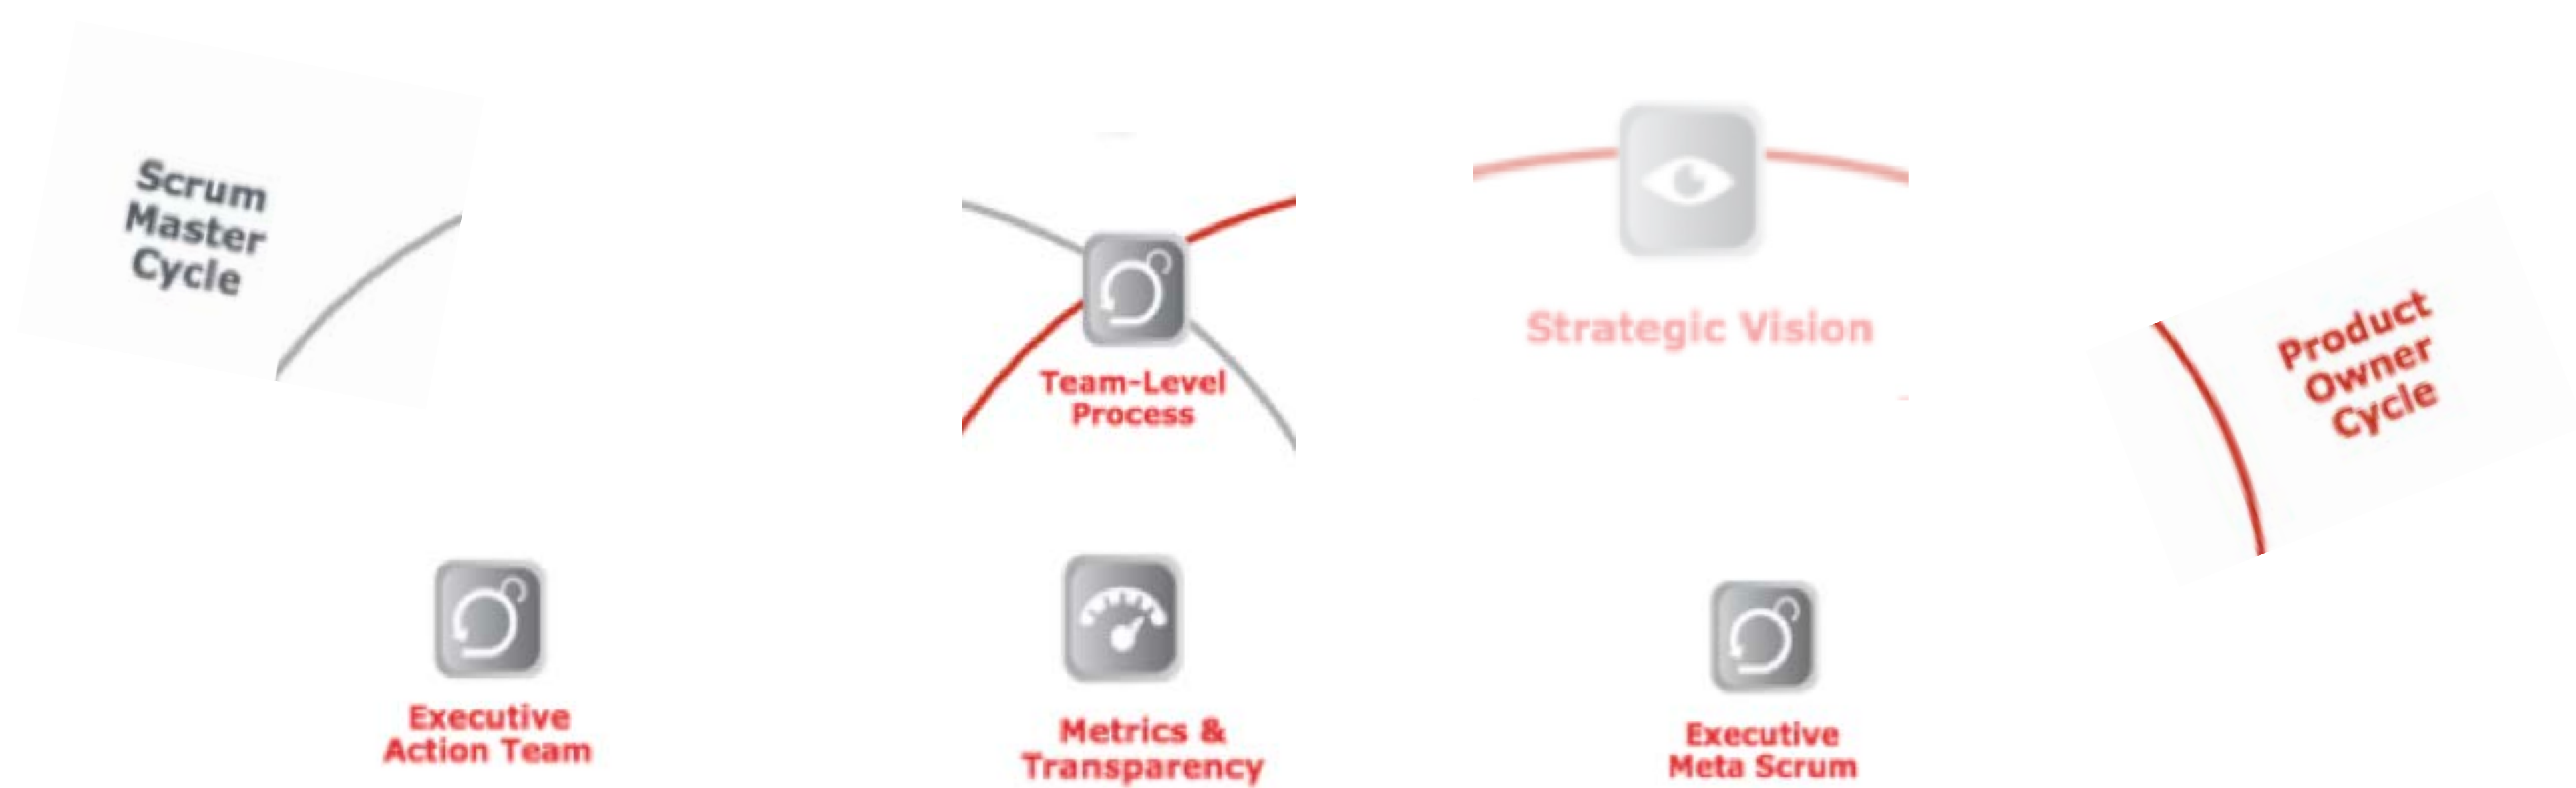 Scrum
Master
Cycle
Team-Level
Process
Strategic Vision
Product
Owner
Cycle
Executive
Action Team
Metrics &
Transparency
Executive
Meta Scrum